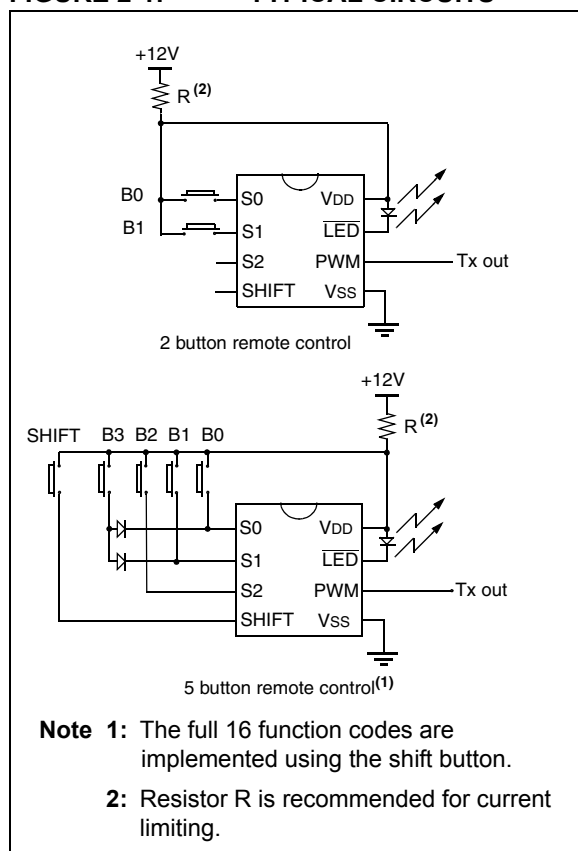 FIGURE 2-1: TYPICAL CIRCUITS
+12V
R(2)
B0
B1
S0
S1
S2
SHIFT
VDD
LED
PWM
VSS
Tx out
2 button remote control
+12V
R(2)
SHIFT B3 B2 B1 B0
S0
S1
S2
SHIFT
VDD
LED
PWM
VSS
Tx out
5 button remote control(1)
Note 1: The full 16 function codes are
implemented using the shift button.
2: Resistor R is recommended for current
limiting.